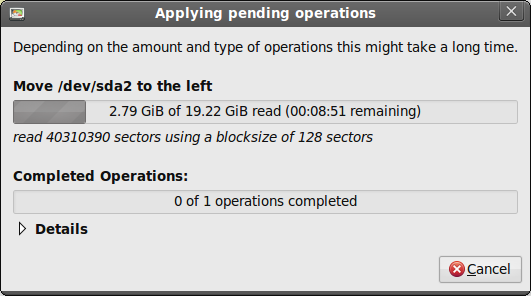 Applying pending operations
Depending on the amount and type of operations this might take a long time.
Move /dev/sda2 to the left
2.79 GiB of 19.22 GiB read (00:08:51 remaining)
read 40310390 sectors using a blocksize of 128 sectors
Completed Operations:
0 of 1 operations completed
Details
Cancel